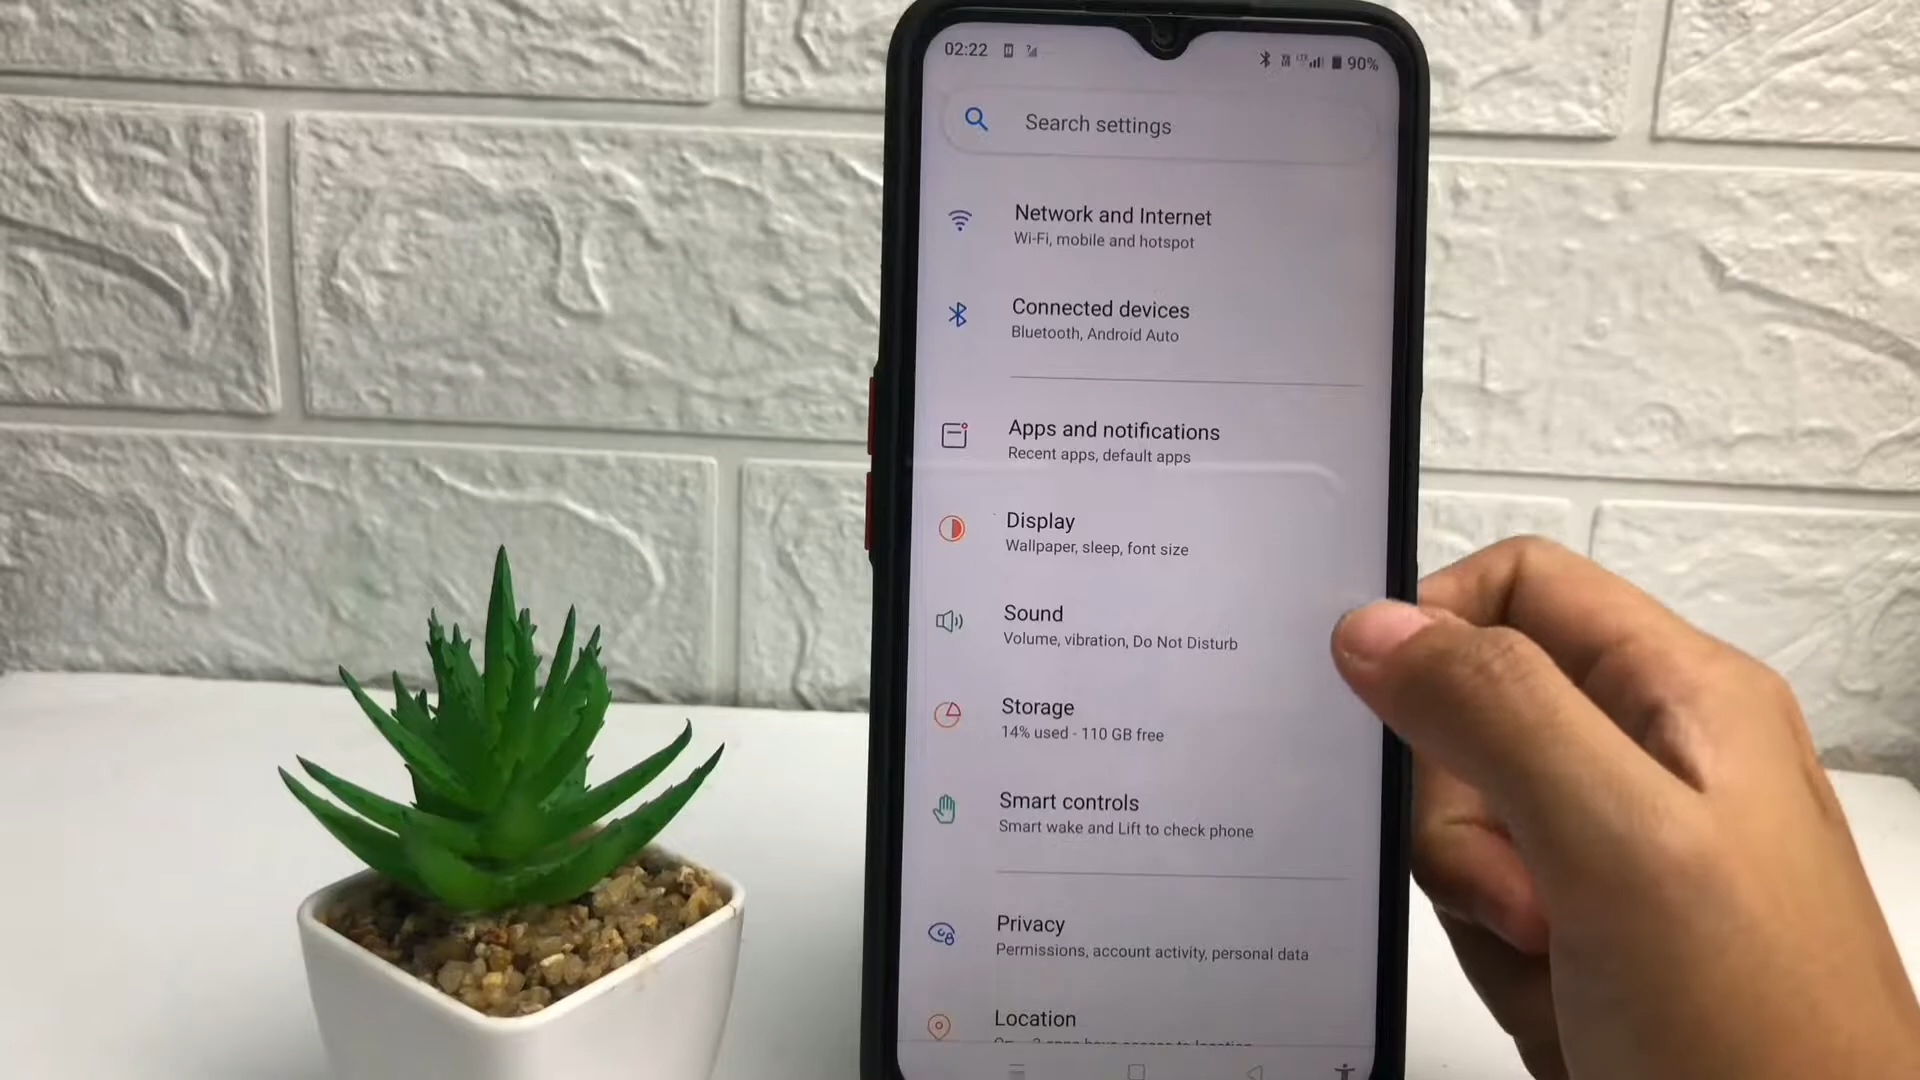 02:22
LTE
90%
Search settings
Network and Internet
Wi-Fi, mobile and hotspot
Connected devices
Bluetooth, Android Auto
Apps and notifications
Recent apps, default apps
Display
Wallpaper, sleep, font size
Sound
Volume, vibration, Do Not Disturb
Storage
14% used - 110 GB free
Smart controls
Smart wake and Lift to check phone
Privacy
Permissions, account activity, personal data
Location